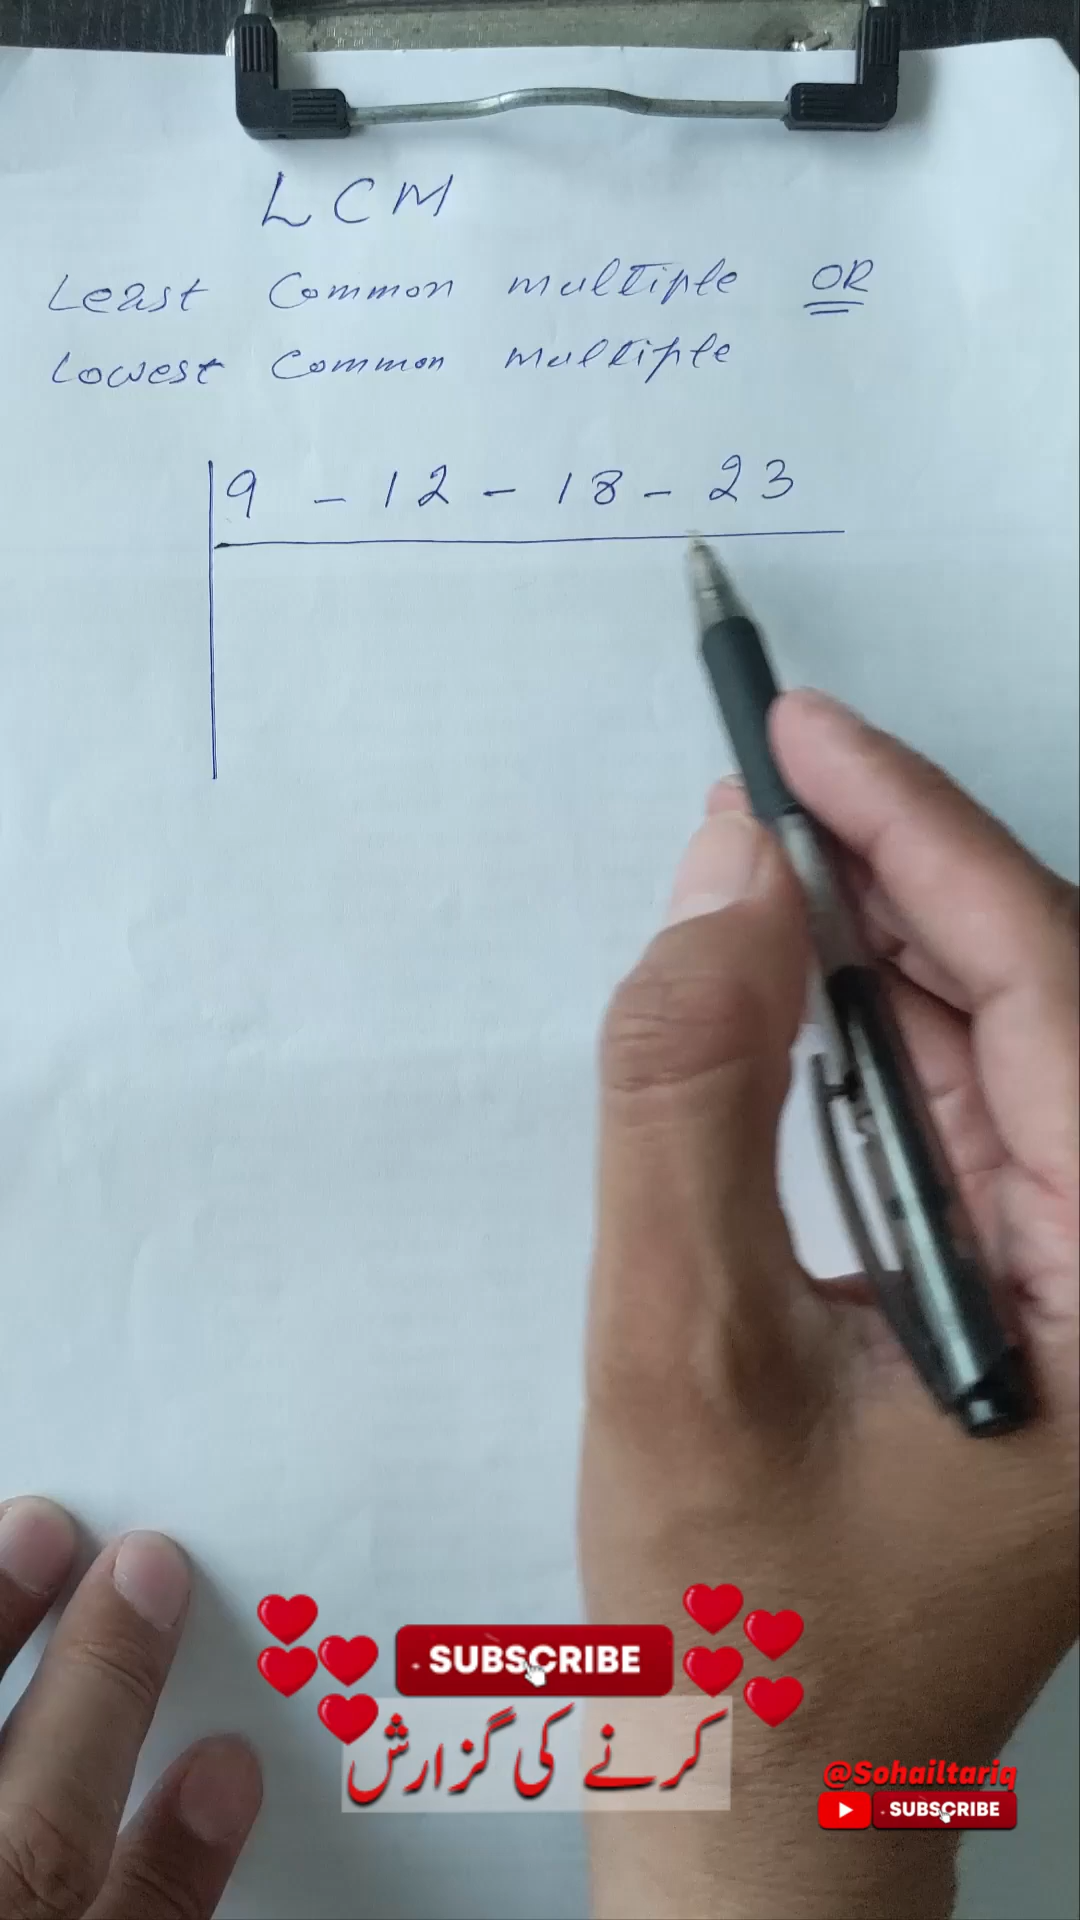 LCM
Least Common multiple OR
Lowest Common multiple
9 - 12 - 18 - 23
SUBSCRIBE
کرنے کی گزارش
@Sohailtariq
SUBSCRIBE